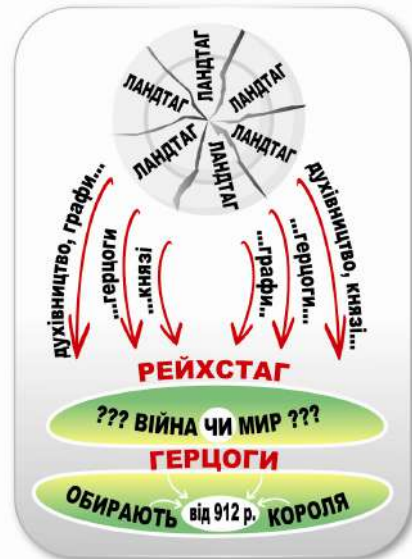 ЛАНДТАГ
ЛАНДТАГ
ЛАНДТАГ
ЛАНДТАГ
ЛАНДТАГ
ЛАНДТАГ
духівництво, графи...
...герцоги
...князі
...графи...
...герцоги...
духівництво, князі...
РЕЙХСТАГ
??? ВІЙНА ЧИ МИР ???
ГЕРЦОГИ
ОБИРАЮТЬ від 912 р. КОРОЛЯ